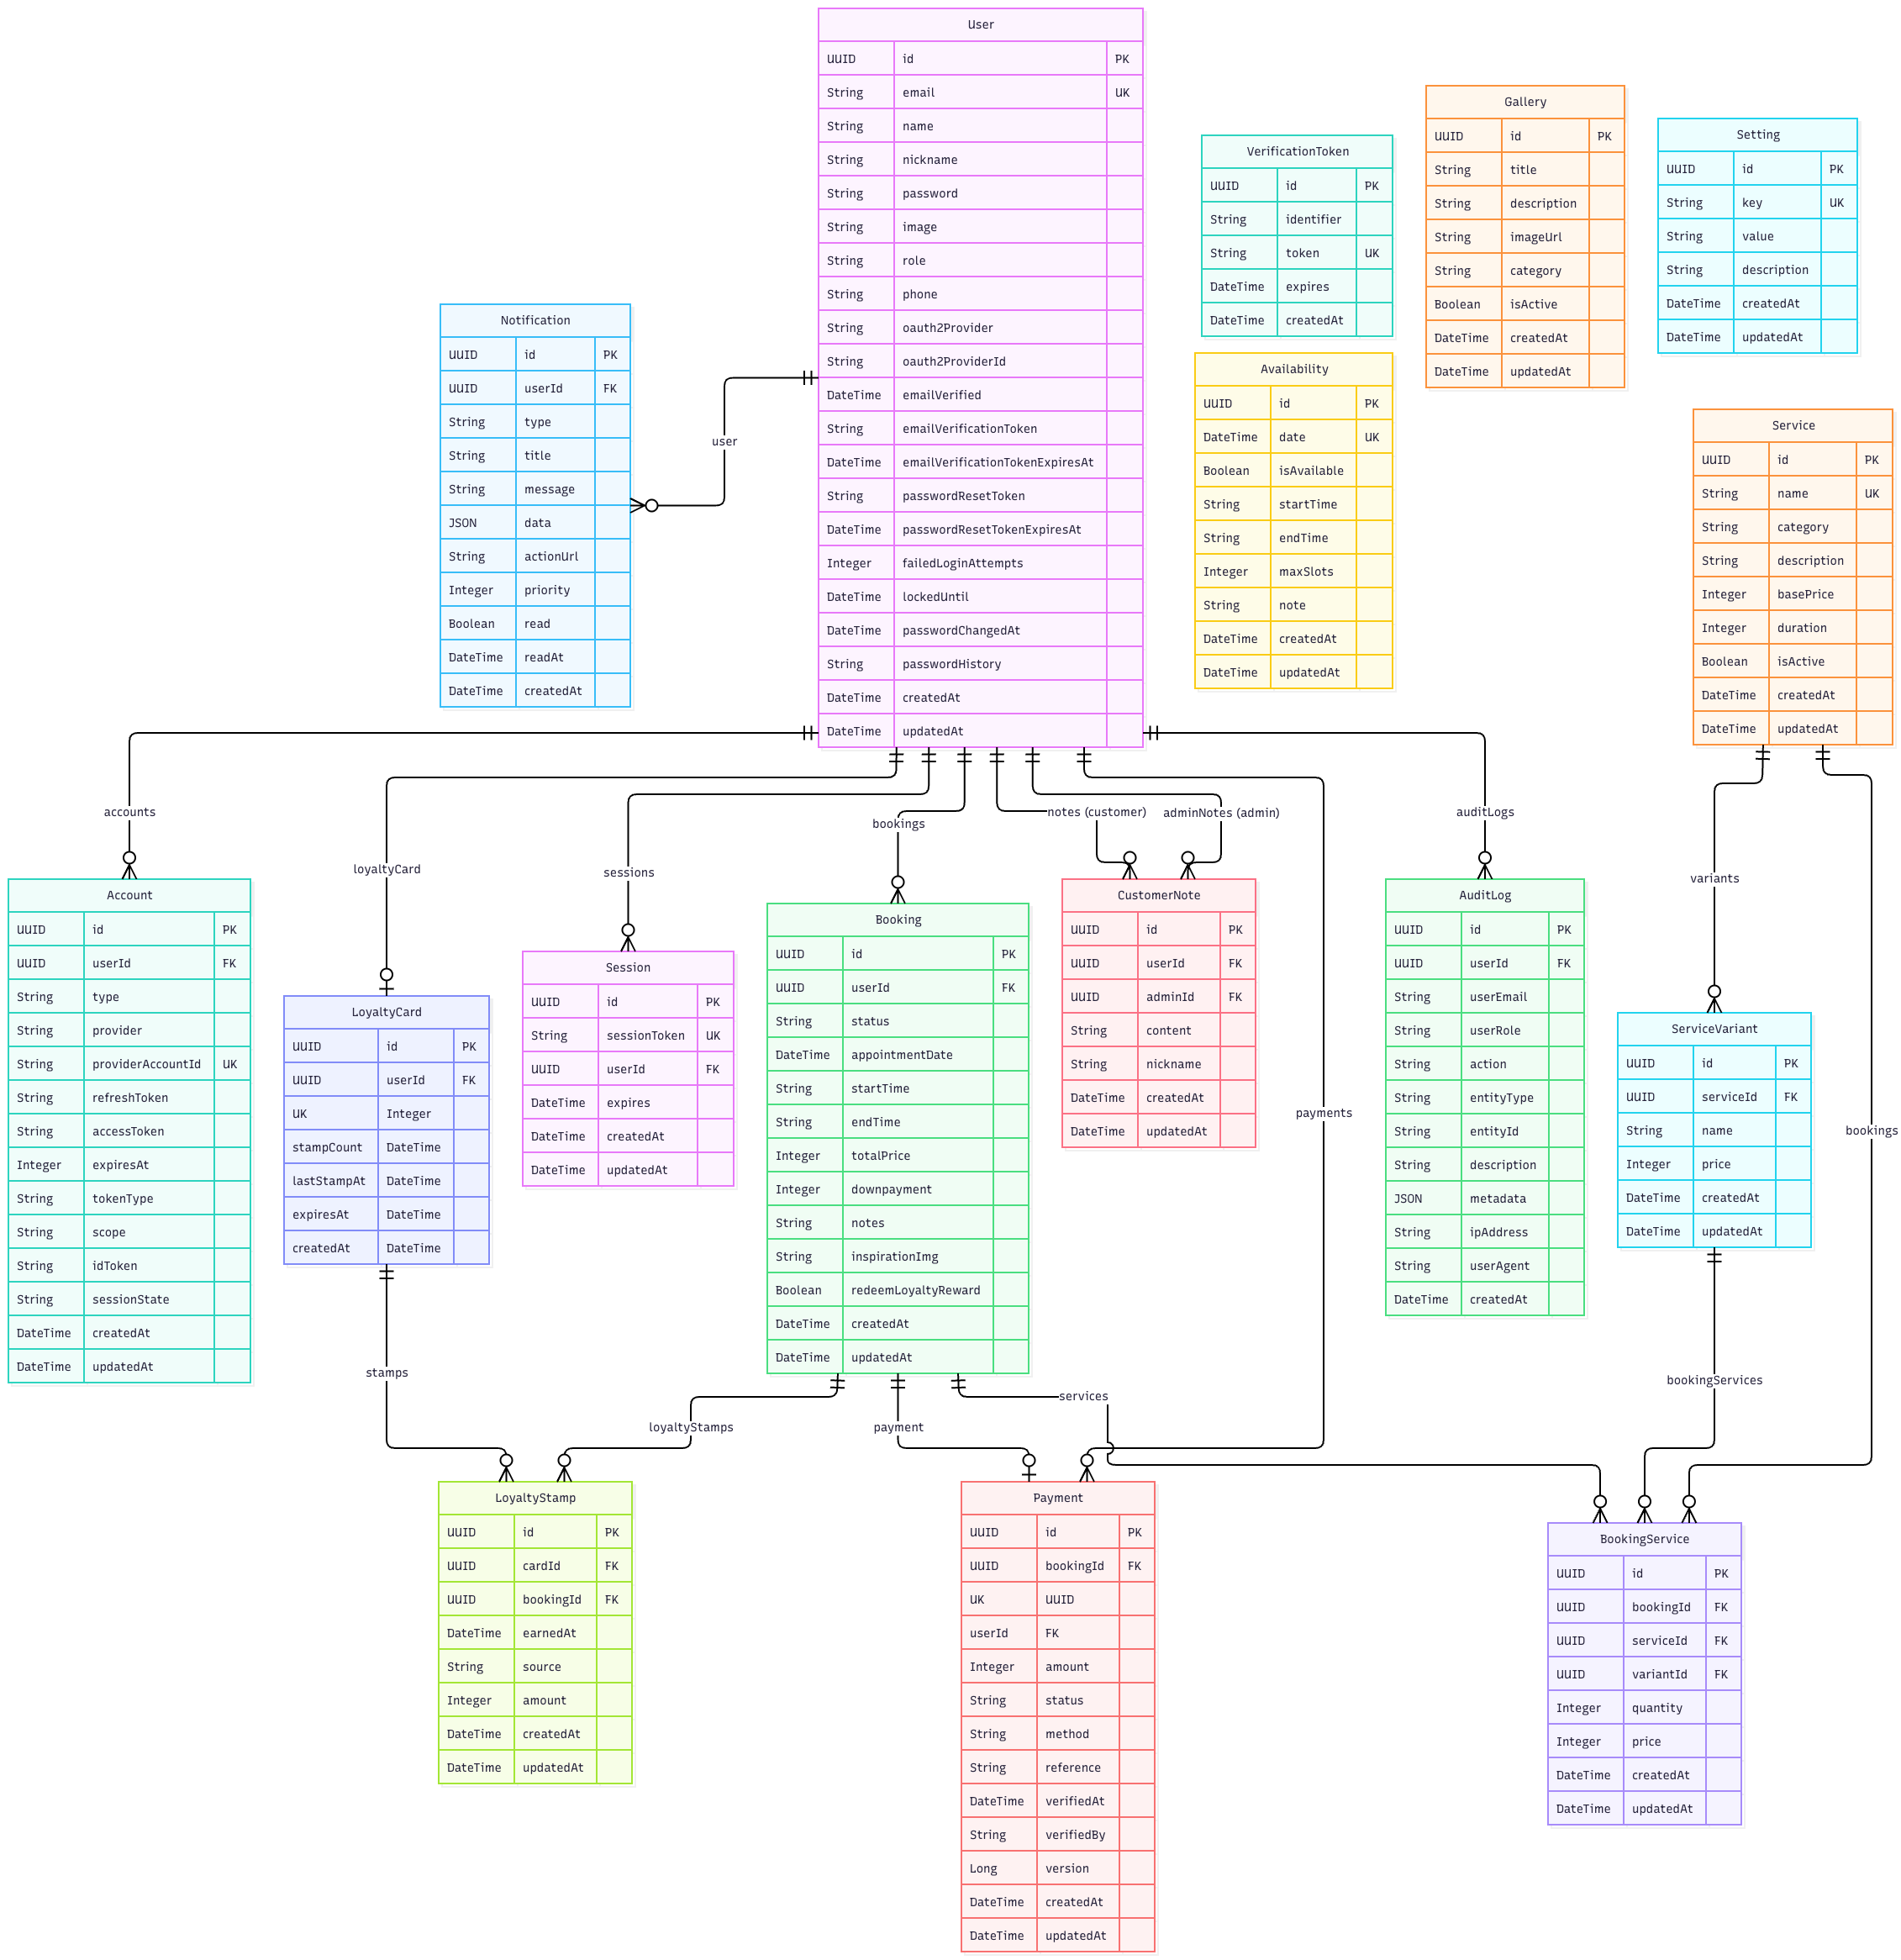 User
UUID id PK
String email UK
String name
String nickname
String password
String image
String role
String phone
String oauth2Provider
String oauth2ProviderId
DateTime emailVerified
String emailVerificationToken
DateTime emailVerificationTokenExpiresAt
String passwordResetToken
DateTime passwordResetTokenExpiresAt
Integer failedLoginAttempts
DateTime lockedUntil
DateTime passwordChangedAt
String passwordHistory
DateTime createdAt
DateTime updatedAt
VerificationToken
UUID id PK
String identifier
String token UK
DateTime expires
DateTime createdAt
Gallery
UUID id PK
String title
String description
String imageUrl
String category
Boolean isActive
DateTime createdAt
DateTime updatedAt
Setting
UUID id PK
String key UK
String value
String description
DateTime createdAt
DateTime updatedAt
Notification
UUID id PK
UUID userId FK
String type
String title
String message
JSON data
String actionUrl
Integer priority
Boolean read
DateTime readAt
DateTime createdAt
user
Availability
UUID id PK
DateTime date UK
Boolean isAvailable
String startTime
String endTime
Integer maxSlots
String note
DateTime createdAt
DateTime updatedAt
Service
UUID id PK
String name UK
String category
String description
Integer basePrice
Integer duration
Boolean isActive
DateTime createdAt
DateTime updatedAt
accounts
loyaltyCard
sessions
bookings
notes (customer)
adminNotes (admin)
payments
auditLogs
variants
bookings
Account
UUID id PK
UUID userId FK
String type
String provider
String providerAccountId UK
String refreshToken
String accessToken
Integer expiresAt
String tokenType
String scope
String idToken
String sessionState
DateTime createdAt
DateTime updatedAt
LoyaltyCard
UUID id PK
UUID userId FK
UK Integer
stampCount DateTime
lastStampAt DateTime
expiresAt DateTime
createdAt DateTime
Session
UUID id PK
String sessionToken UK
UUID userId FK
DateTime expires
DateTime createdAt
DateTime updatedAt
Booking
UUID id PK
UUID userId FK
String status
DateTime appointmentDate
String startTime
String endTime
Integer totalPrice
Integer downpayment
String notes
String inspirationImg
Boolean redeemLoyaltyReward
DateTime createdAt
DateTime updatedAt
CustomerNote
UUID id PK
UUID userId FK
UUID adminId FK
String content
String nickname
DateTime createdAt
DateTime updatedAt
AuditLog
UUID id PK
UUID userId FK
String userEmail
String userRole
String action
String entityType
String entityId
String description
JSON metadata
String ipAddress
String userAgent
DateTime createdAt
ServiceVariant
UUID id PK
UUID serviceId FK
String name
Integer price
DateTime createdAt
DateTime updatedAt
stamps
loyaltyStamps
payment
services
bookingServices
LoyaltyStamp
UUID id PK
UUID cardId FK
UUID bookingId FK
DateTime earnedAt
String source
Integer amount
DateTime createdAt
DateTime updatedAt
Payment
UUID id PK
UUID bookingId FK
UK UUID
userId FK
Integer amount
String status
String method
String reference
DateTime verifiedAt
String verifiedBy
Long version
DateTime createdAt
DateTime updatedAt
BookingService
UUID id PK
UUID bookingId FK
UUID serviceId FK
UUID variantId FK
Integer quantity
Integer price
DateTime createdAt
DateTime updatedAt